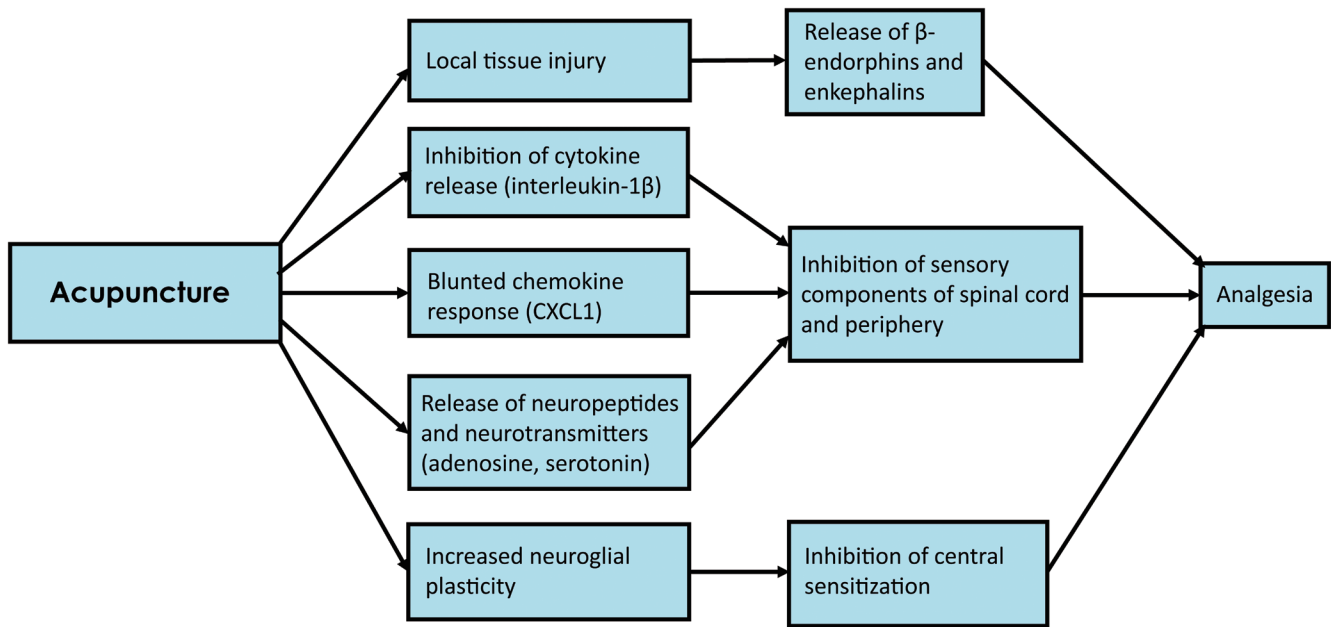 Acupuncture
Local tissue injury
Inhibition of cytokine
release (interleukin-1β)
Blunted chemokine
response (CXCL1)
Release of neuropeptides
and neurotransmitters
(adenosine, serotonin)
Increased neuroglial
plasticity
Release of β-
endorphins and
enkephalins
Inhibition of sensory
components of spinal cord
and periphery
Inhibition of central
sensitization
Analgesia